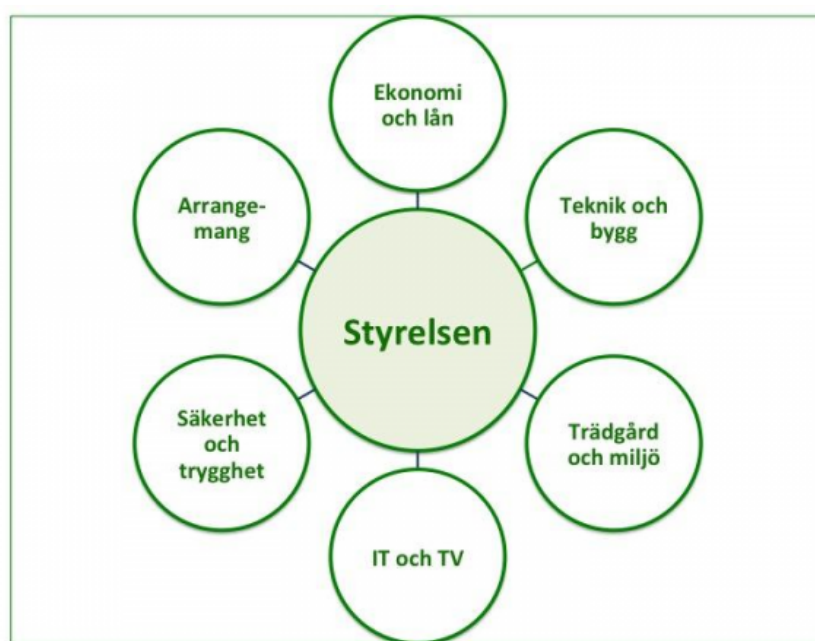 Ekonomi
och lån
Arrange-
mang
Teknik och
bygg
Styrelsen
Säkerhet
och
trygghet
Trädgård
och miljö
IT och TV